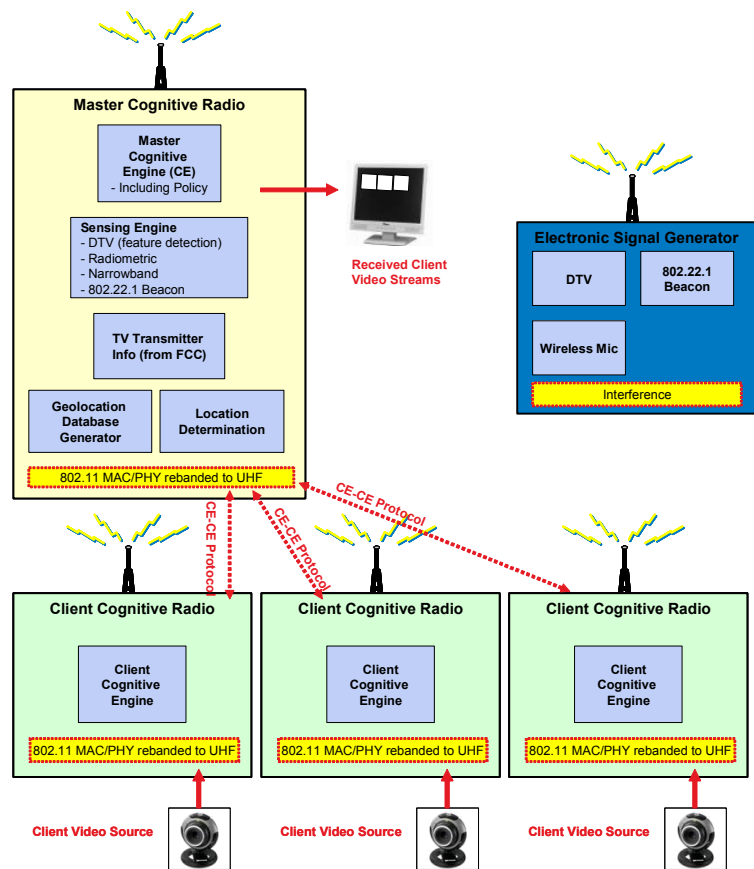 Master Cognitive Radio
Master
Cognitive
Engine (CE)
- Including Policy
Sensing Engine
- DTV (feature detection)
- Radiometric
- Narrowband
- 802.22.1 Beacon
TV Transmitter
Info (from FCC)
Geolocation
Database
Generator
Location
Determination
802.11 MAC/PHY rebanded to UHF
Received Client
Video Streams
Electronic Signal Generator
DTV
802.22.1
Beacon
Wireless Mic
Interference
CE-CE Protocol
CE-CE Protocol
CE-CE Protocol
Client Cognitive Radio
Client
Cognitive
Engine
802.11 MAC/PHY rebanded to UHF
Client Video Source
Client Cognitive Radio
Client
Cognitive
Engine
802.11 MAC/PHY rebanded to UHF
Client Video Source
Client Cognitive Radio
Client
Cognitive
Engine
802.11 MAC/PHY rebanded to UHF
Client Video Source